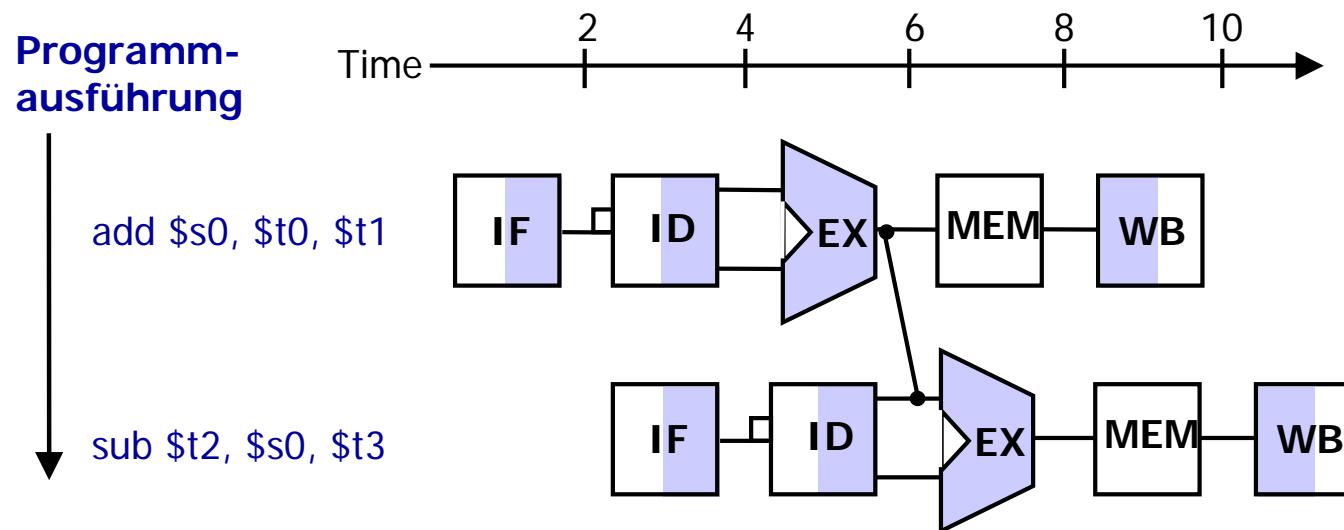 2 4 6 8 10
Programm-
ausführung
Time
add $s0, $t0, $t1
IF ID EX MEM WB
sub $t2, $s0, $t3
IF ID EX MEM WB